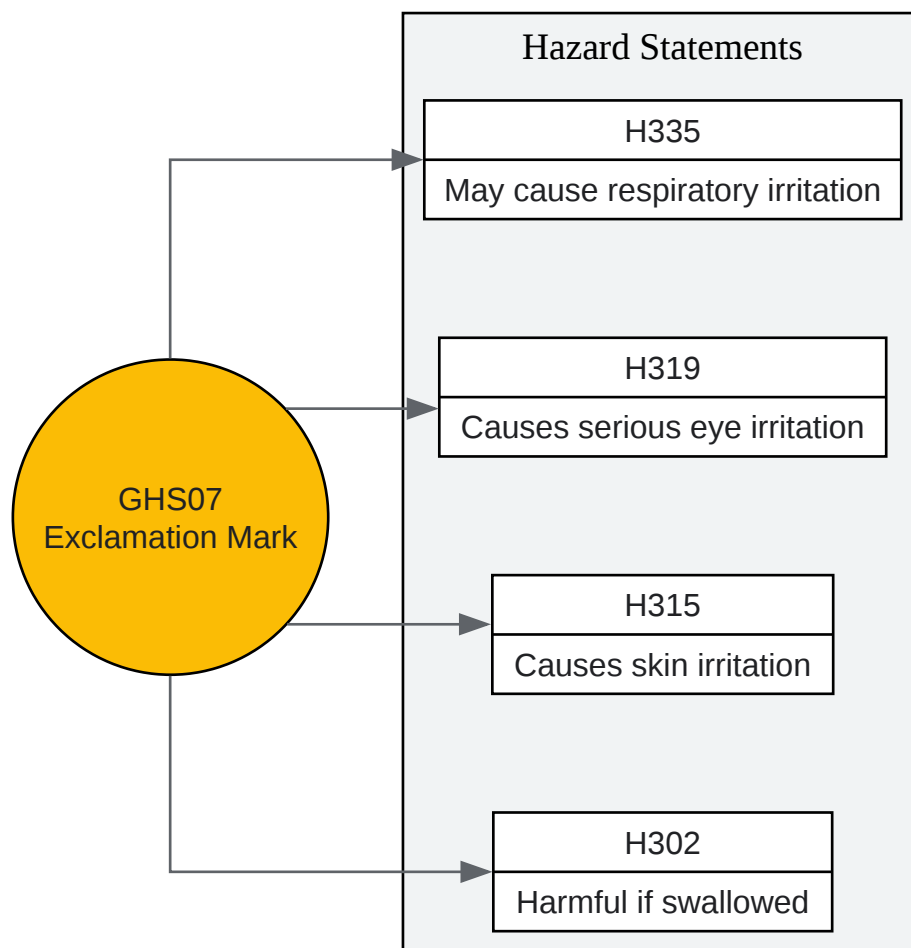 Hazard Statements
H335
May cause respiratory irritation
H319
Causes serious eye irritation
GHS07
Exclamation Mark
H315
Causes skin irritation
H302
Harmful if swallowed